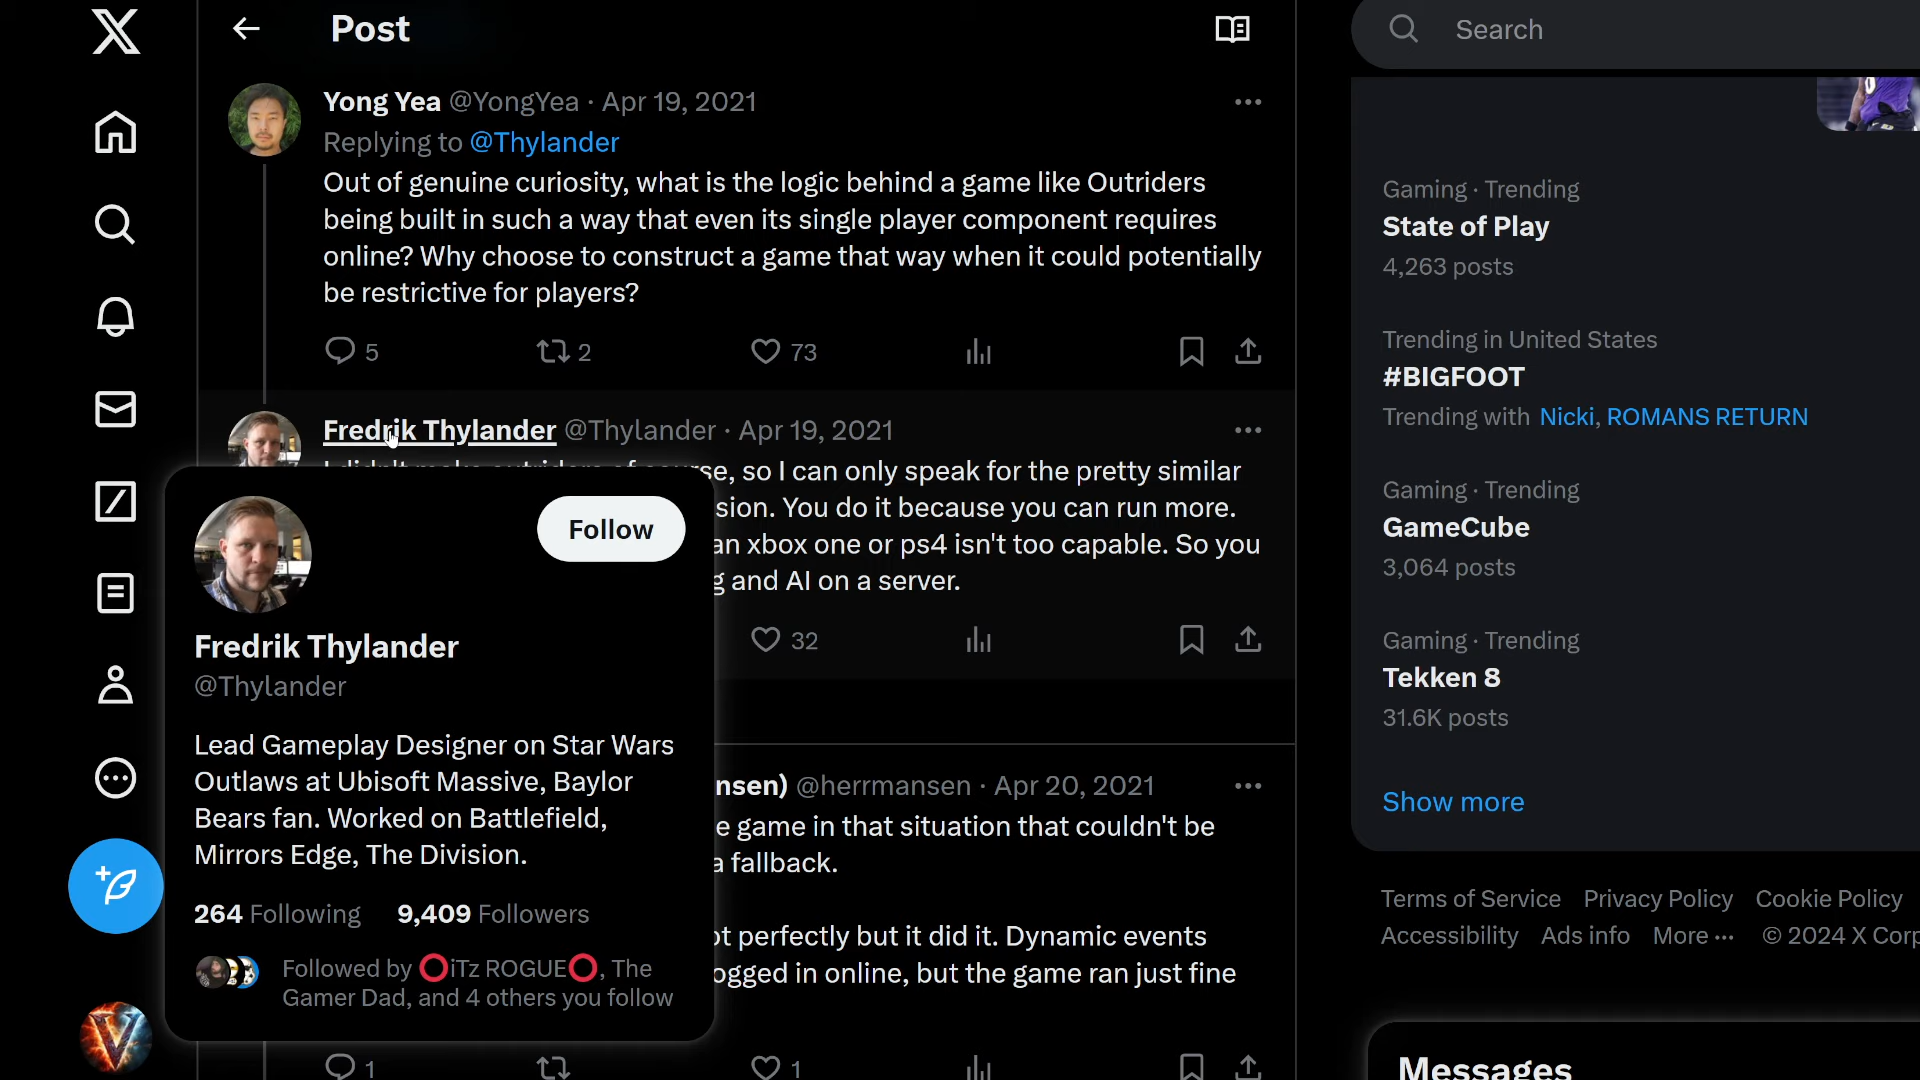 Post
Search
Yong Yea @YongYea · Apr 19, 2021
Replying to @Thylander
Out of genuine curiosity, what is the logic behind a game like Outriders
being built in such a way that even its single player component requires
online? Why choose to construct a game that way when it could potentially
be restrictive for players?
5 2 73
Fredrik Thylander @Thylander · Apr 19, 2021
se, so I can only speak for the pretty similar
sion. You do it because you can run more.
an xbox one or ps4 isn't too capable. So you
g and AI on a server.
32
Follow
Fredrik Thylander
@Thylander
Lead Gameplay Designer on Star Wars
Outlaws at Ubisoft Massive, Baylor
Bears fan. Worked on Battlefield,
Mirrors Edge, The Division.
264 Following 9,409 Followers
Followed by ⭕iTz ROGUE⭕, The
Gamer Dad, and 4 others you follow
nsen) @herrmansen · Apr 20, 2021
e game in that situation that couldn't be
a fallback.
ot perfectly but it did it. Dynamic events
ogged in online, but the game ran just fine
1 1
Gaming · Trending
State of Play
4,263 posts
Trending in United States
#BIGFOOT
Trending with Nicki, ROMANS RETURN
Gaming · Trending
GameCube
3,064 posts
Gaming · Trending
Tekken 8
31.6K posts
Show more
Terms of Service Privacy Policy Cookie Policy
Accessibility Ads info More ··· © 2024 X Corp
Messages